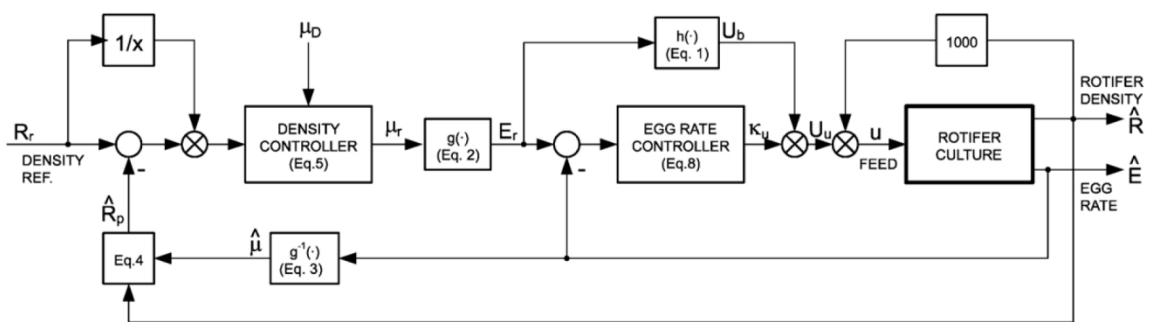 1/x
μD
h(·)
(Eq. 1)
Ub
1000
ROTIFER
DENSITY
R̂
Rr
DENSITY
REF.
-
DENSITY
CONTROLLER
(Eq.5)
μr
g(·)
(Eq. 2)
Er
-
EGG RATE
CONTROLLER
(Eq.8)
κu
Uu
u
FEED
ROTIFER
CULTURE
Ê
EGG
RATE
R̂p
Eq.4
μ̂
g⁻¹(·)
(Eq. 3)